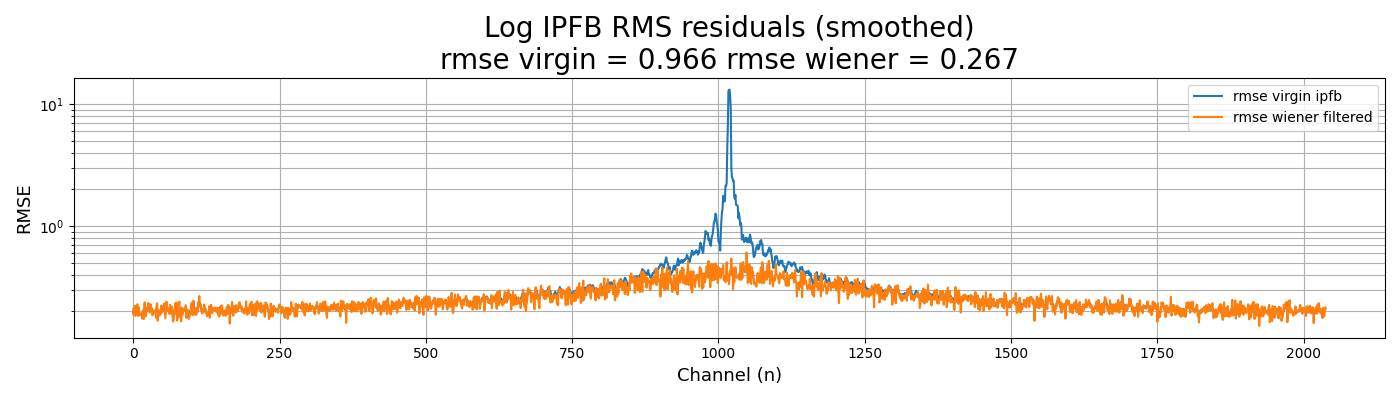 Log IPFB RMS residuals (smoothed)
rmse virgin = 0.966 rmse wiener = 0.267
rmse virgin ipfb
rmse wiener filtered
RMSE
10¹
10⁰
0 250 500 750 1000 1250 1500 1750 2000
Channel (n)